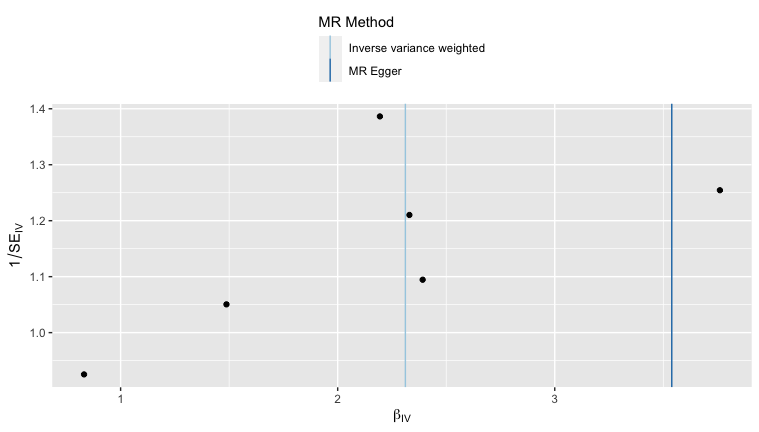 MR Method
Inverse variance weighted
MR Egger
1.4
1.3
1.2
1.1
1.0
1/SE_IV
1 2 3
β_IV